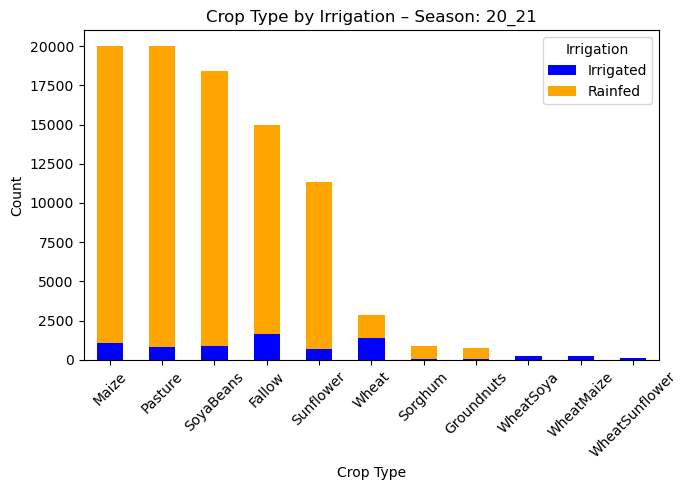 Crop Type by Irrigation – Season: 20_21
Irrigation
Irrigated
Rainfed
Count
20000
17500
15000
12500
10000
7500
5000
2500
0
Maize
Pasture
SoyaBeans
Fallow
Sunflower
Wheat
Sorghum
Groundnuts
WheatSoya
WheatMaize
WheatSunflower
Crop Type